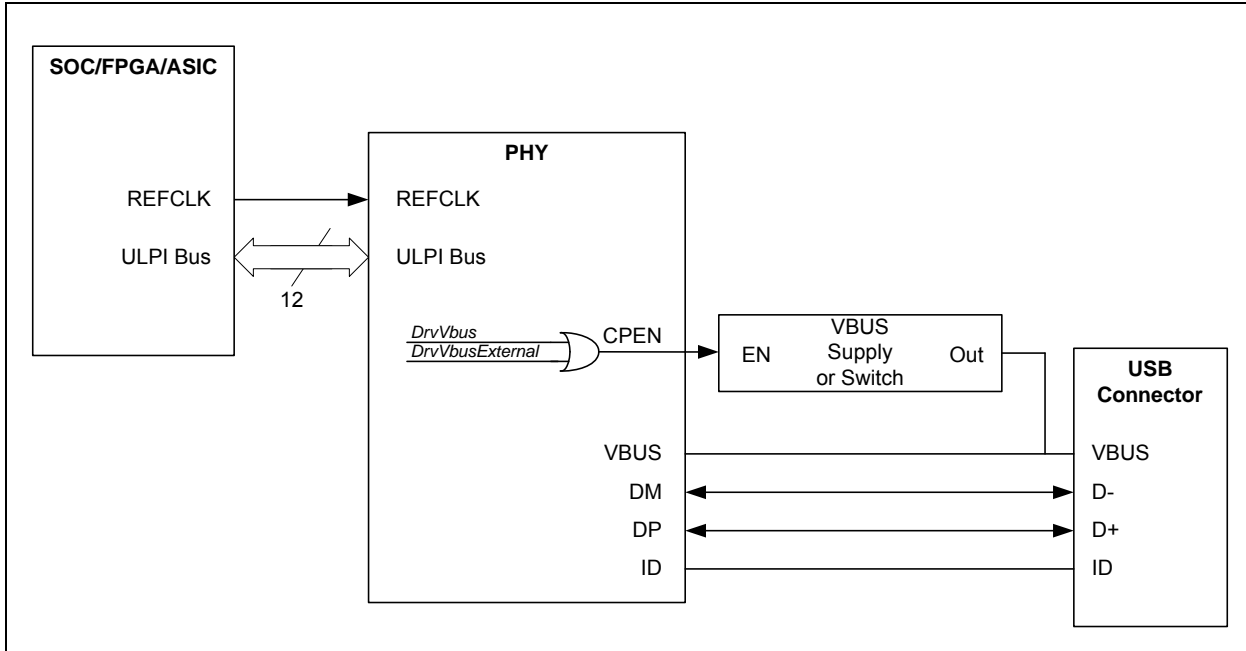 SOC/FPGA/ASIC
REFCLK
ULPI Bus
12
PHY
REFCLK
ULPI Bus
DrvVbus
DrvVbusExternal
CPEN
VBUS
DM
DP
ID
EN
VBUS
Supply
or Switch
Out
USB
Connector
VBUS
D-
D+
ID